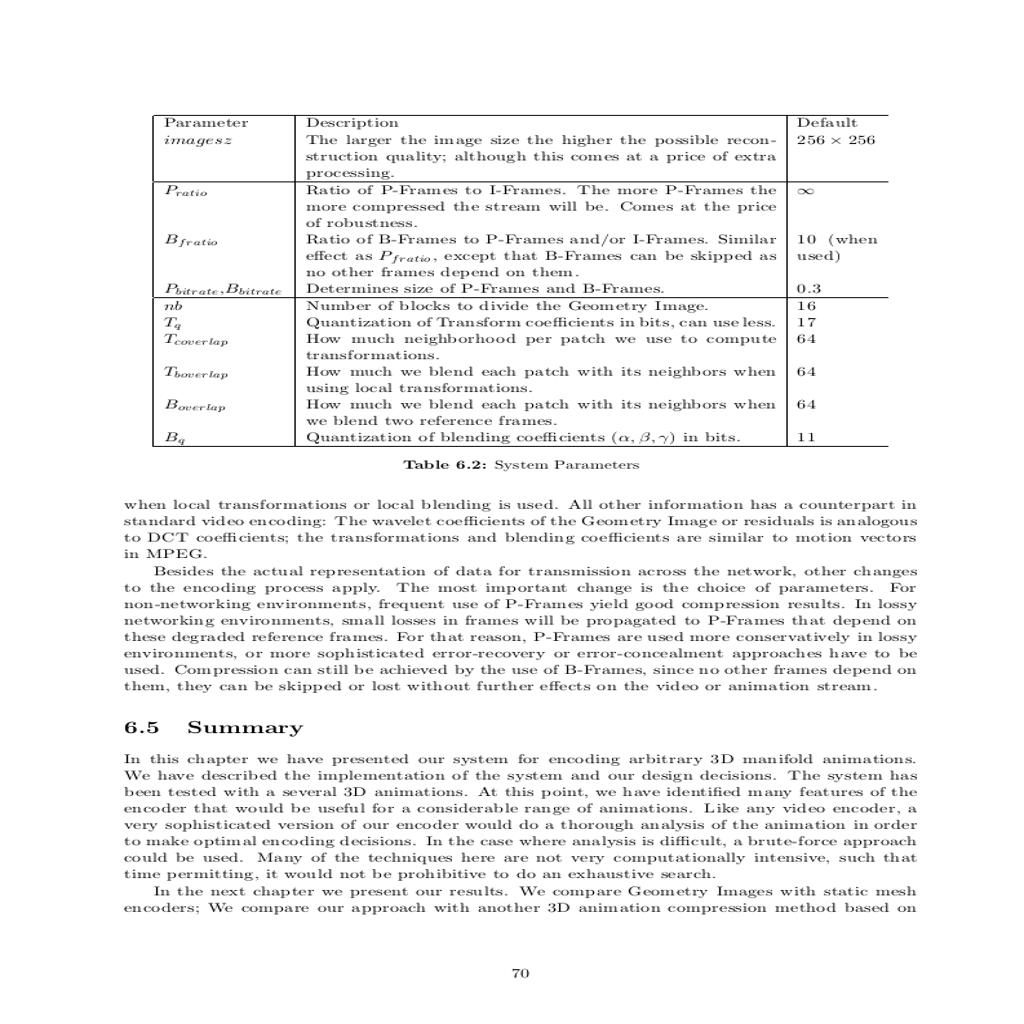 Parameter Description Default
imagesz The larger the image size the higher the possible recon- 256 × 256
struction quality; although this comes at a price of extra
processing.
P_ratio Ratio of P-Frames to I-Frames. The more P-Frames the ∞
more compressed the stream will be. Comes at the price
of robustness.
B_fratio Ratio of B-Frames to P-Frames and/or I-Frames. Similar 10 (when
effect as P_fratio, except that B-Frames can be skipped as used)
no other frames depend on them.
P_bitrate,B_bitrate Determines size of P-Frames and B-Frames. 0.3
nb Number of blocks to divide the Geometry Image. 16
T_q Quantization of Transform coefficients in bits, can use less. 17
T_coverlap How much neighborhood per patch we use to compute 64
transformations.
T_boverlap How much we blend each patch with its neighbors when 64
using local transformations.
B_overlap How much we blend each patch with its neighbors when 64
we blend two reference frames.
B_q Quantization of blending coefficients (α, β, γ) in bits. 11
Table 6.2: System Parameters
when local transformations or local blending is used. All other information has a counterpart in
standard video encoding: The wavelet coefficients of the Geometry Image or residuals is analogous
to DCT coefficients; the transformations and blending coefficients are similar to motion vectors
in MPEG.
Besides the actual representation of data for transmission across the network, other changes
to the encoding process apply. The most important change is the choice of parameters. For
non-networking environments, frequent use of P-Frames yield good compression results. In lossy
networking environments, small losses in frames will be propagated to P-Frames that depend on
these degraded reference frames. For that reason, P-Frames are used more conservatively in lossy
environments, or more sophisticated error-recovery or error-concealment approaches have to be
used. Compression can still be achieved by the use of B-Frames, since no other frames depend on
them, they can be skipped or lost without further effects on the video or animation stream.
6.5 Summary
In this chapter we have presented our system for encoding arbitrary 3D manifold animations.
We have described the implementation of the system and our design decisions. The system has
been tested with a several 3D animations. At this point, we have identified many features of the
encoder that would be useful for a considerable range of animations. Like any video encoder, a
very sophisticated version of our encoder would do a thorough analysis of the animation in order
to make optimal encoding decisions. In the case where analysis is difficult, a brute-force approach
could be used. Many of the techniques here are not very computationally intensive, such that
time permitting, it would not be prohibitive to do an exhaustive search.
In the next chapter we present our results. We compare Geometry Images with static mesh
encoders; We compare our approach with another 3D animation compression method based on
70